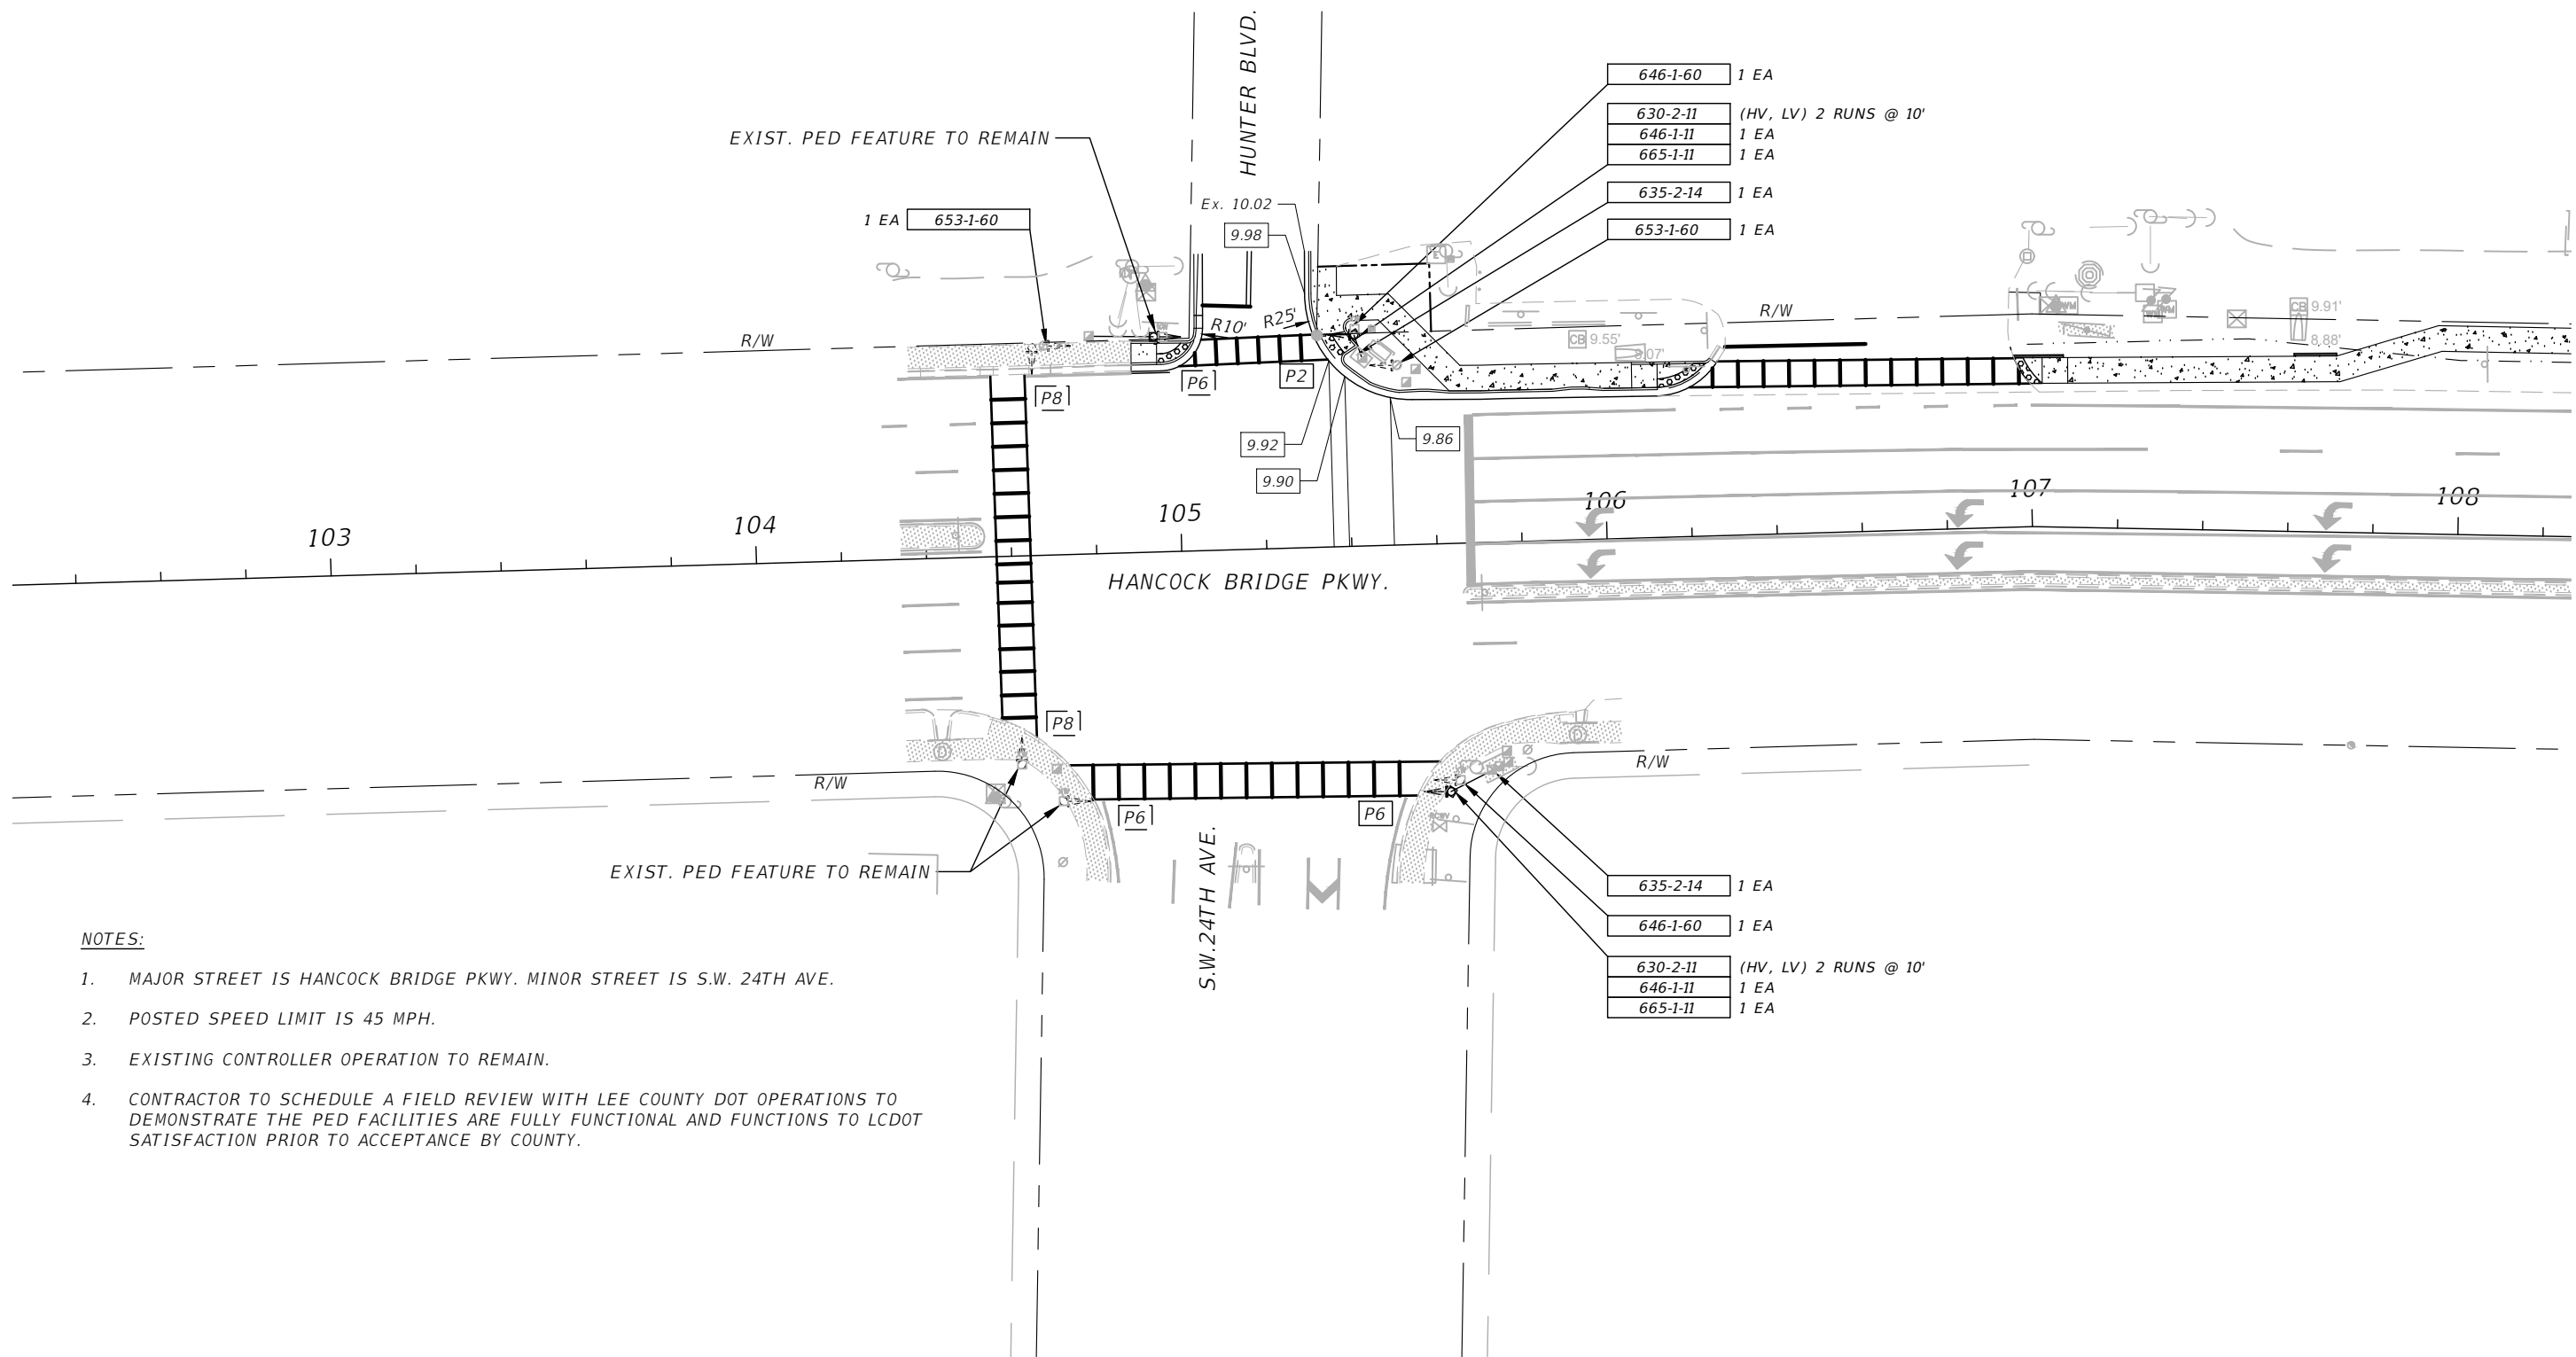 HUNTER BLVD.
646-1-60 1 EA
630-2-11 (HV, LV) 2 RUNS @ 10'
646-1-11 1 EA
665-1-11 1 EA
635-2-14 1 EA
653-1-60 1 EA
EXIST. PED FEATURE TO REMAIN
1 EA 653-1-60
Ex. 10.02
9.98
R10'
R25'
R/W
R/W
CB 9.55'
9.07'
CB 9.91'
8.88'
P8
P6
P2
9.92
9.86
9.90
103
104
105
106
107
108
HANCOCK BRIDGE PKWY.
P8
R/W
R/W
P6
P6
S.W.24TH AVE.
EXIST. PED FEATURE TO REMAIN
635-2-14 1 EA
646-1-60 1 EA
630-2-11 (HV, LV) 2 RUNS @ 10'
646-1-11 1 EA
665-1-11 1 EA
NOTES:
1. MAJOR STREET IS HANCOCK BRIDGE PKWY. MINOR STREET IS S.W. 24TH AVE.
2. POSTED SPEED LIMIT IS 45 MPH.
3. EXISTING CONTROLLER OPERATION TO REMAIN.
4. CONTRACTOR TO SCHEDULE A FIELD REVIEW WITH LEE COUNTY DOT OPERATIONS TO
DEMONSTRATE THE PED FACILITIES ARE FULLY FUNCTIONAL AND FUNCTIONS TO LCDOT
SATISFACTION PRIOR TO ACCEPTANCE BY COUNTY.